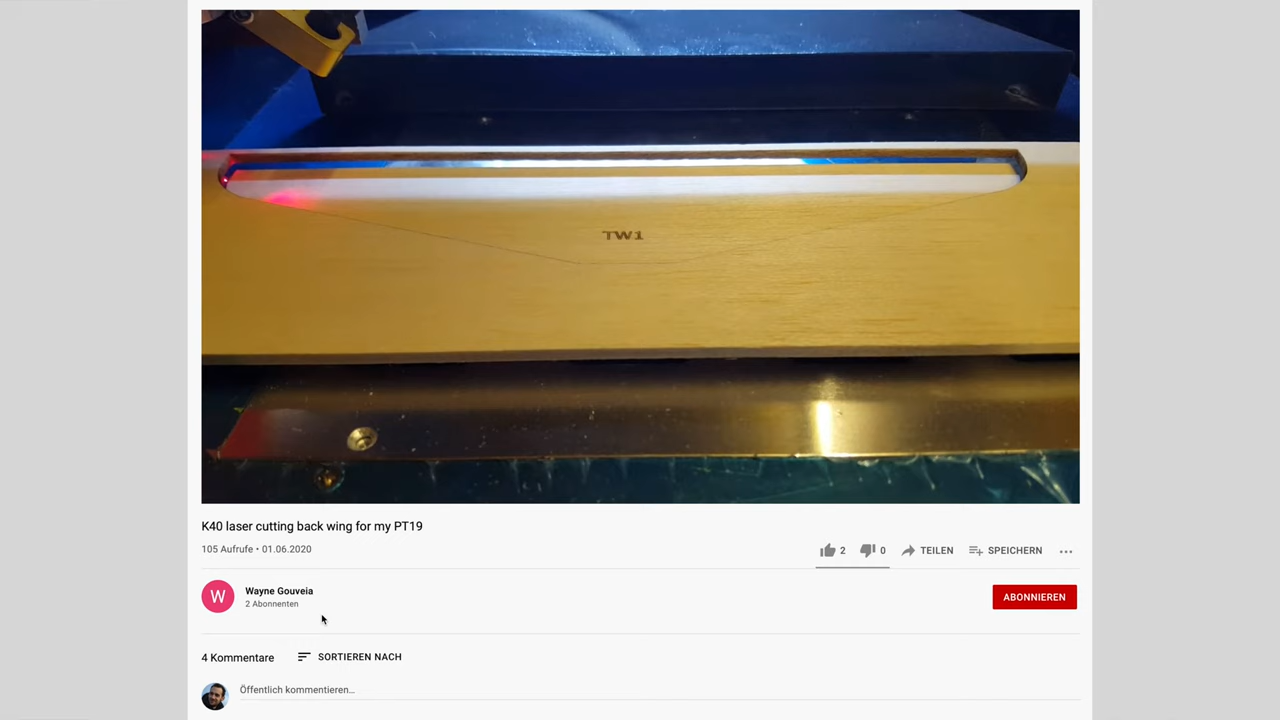 TW1
K40 laser cutting back wing for my PT19
105 Aufrufe • 01.06.2020
2
0
TEILEN
SPEICHERN
W
Wayne Gouveia
2 Abonnenten
ABONNIEREN
4 Kommentare
SORTIEREN NACH
Öffentlich kommentieren...